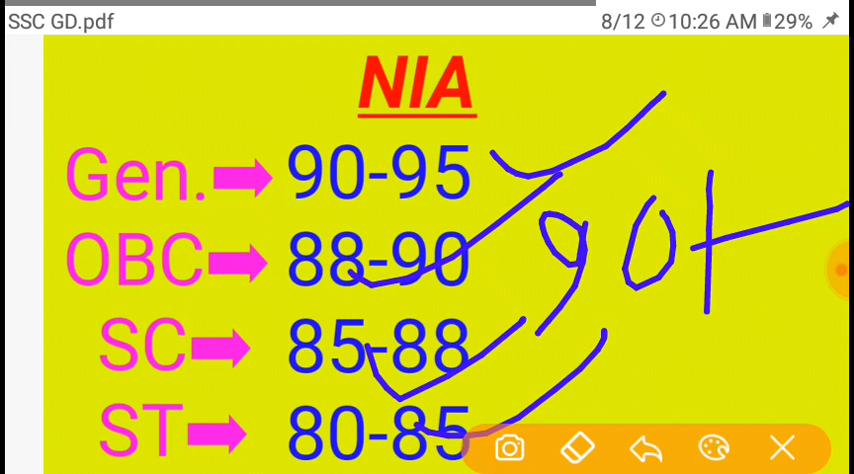 SSC GD.pdf 8/12 10:26 AM 29%
NIA
Gen. ➡ 90-95
OBC ➡ 88-90
SC ➡ 85-88
ST ➡ 80-85
90+